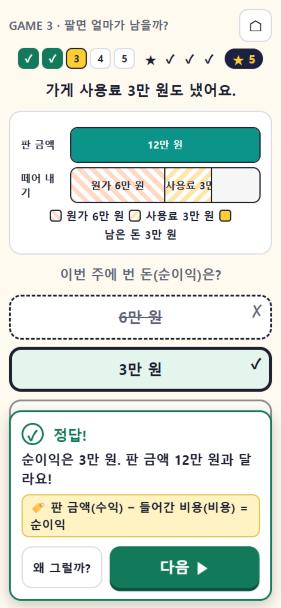 GAME 3 · 팔면 얼마가 남을까?
✓ ✓ 3 4 5 ★ ✓ ✓ ✓ ★ 5
가게 사용료 3만 원도 냈어요.
판 금액 12만 원
떼어 내
기
원가 6만 원 사용료 3만
원가 6만 원 사용료 3만 원
남은 돈 3만 원
이번 주에 번 돈(순이익)은?
6만 원 ✗
3만 원 ✓
✓ 정답!
순이익은 3만 원. 판 금액 12만 원과 달
라요!
판 금액(수익) − 들어간 비용(비용) =
순이익
왜 그럴까? 다음 ▶